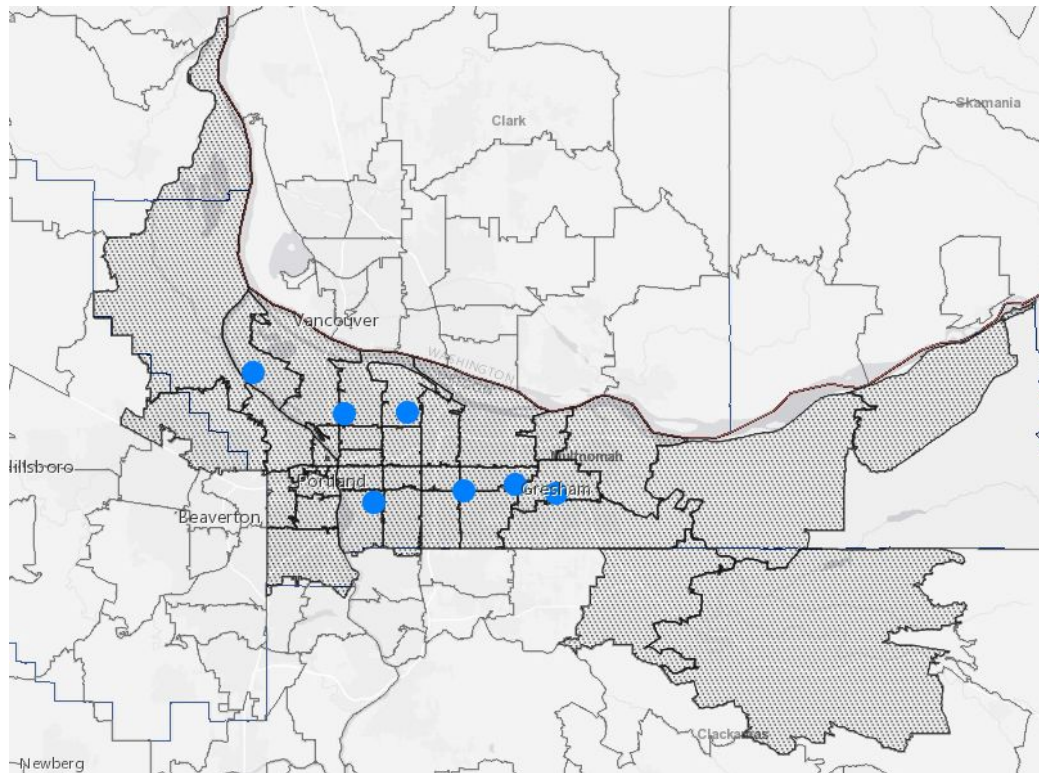 Skamania
Clark
Vancouver
WASHINGTON
Hillsboro
Multnomah
Portland
Gresham
Beaverton
Clackamas
Newberg